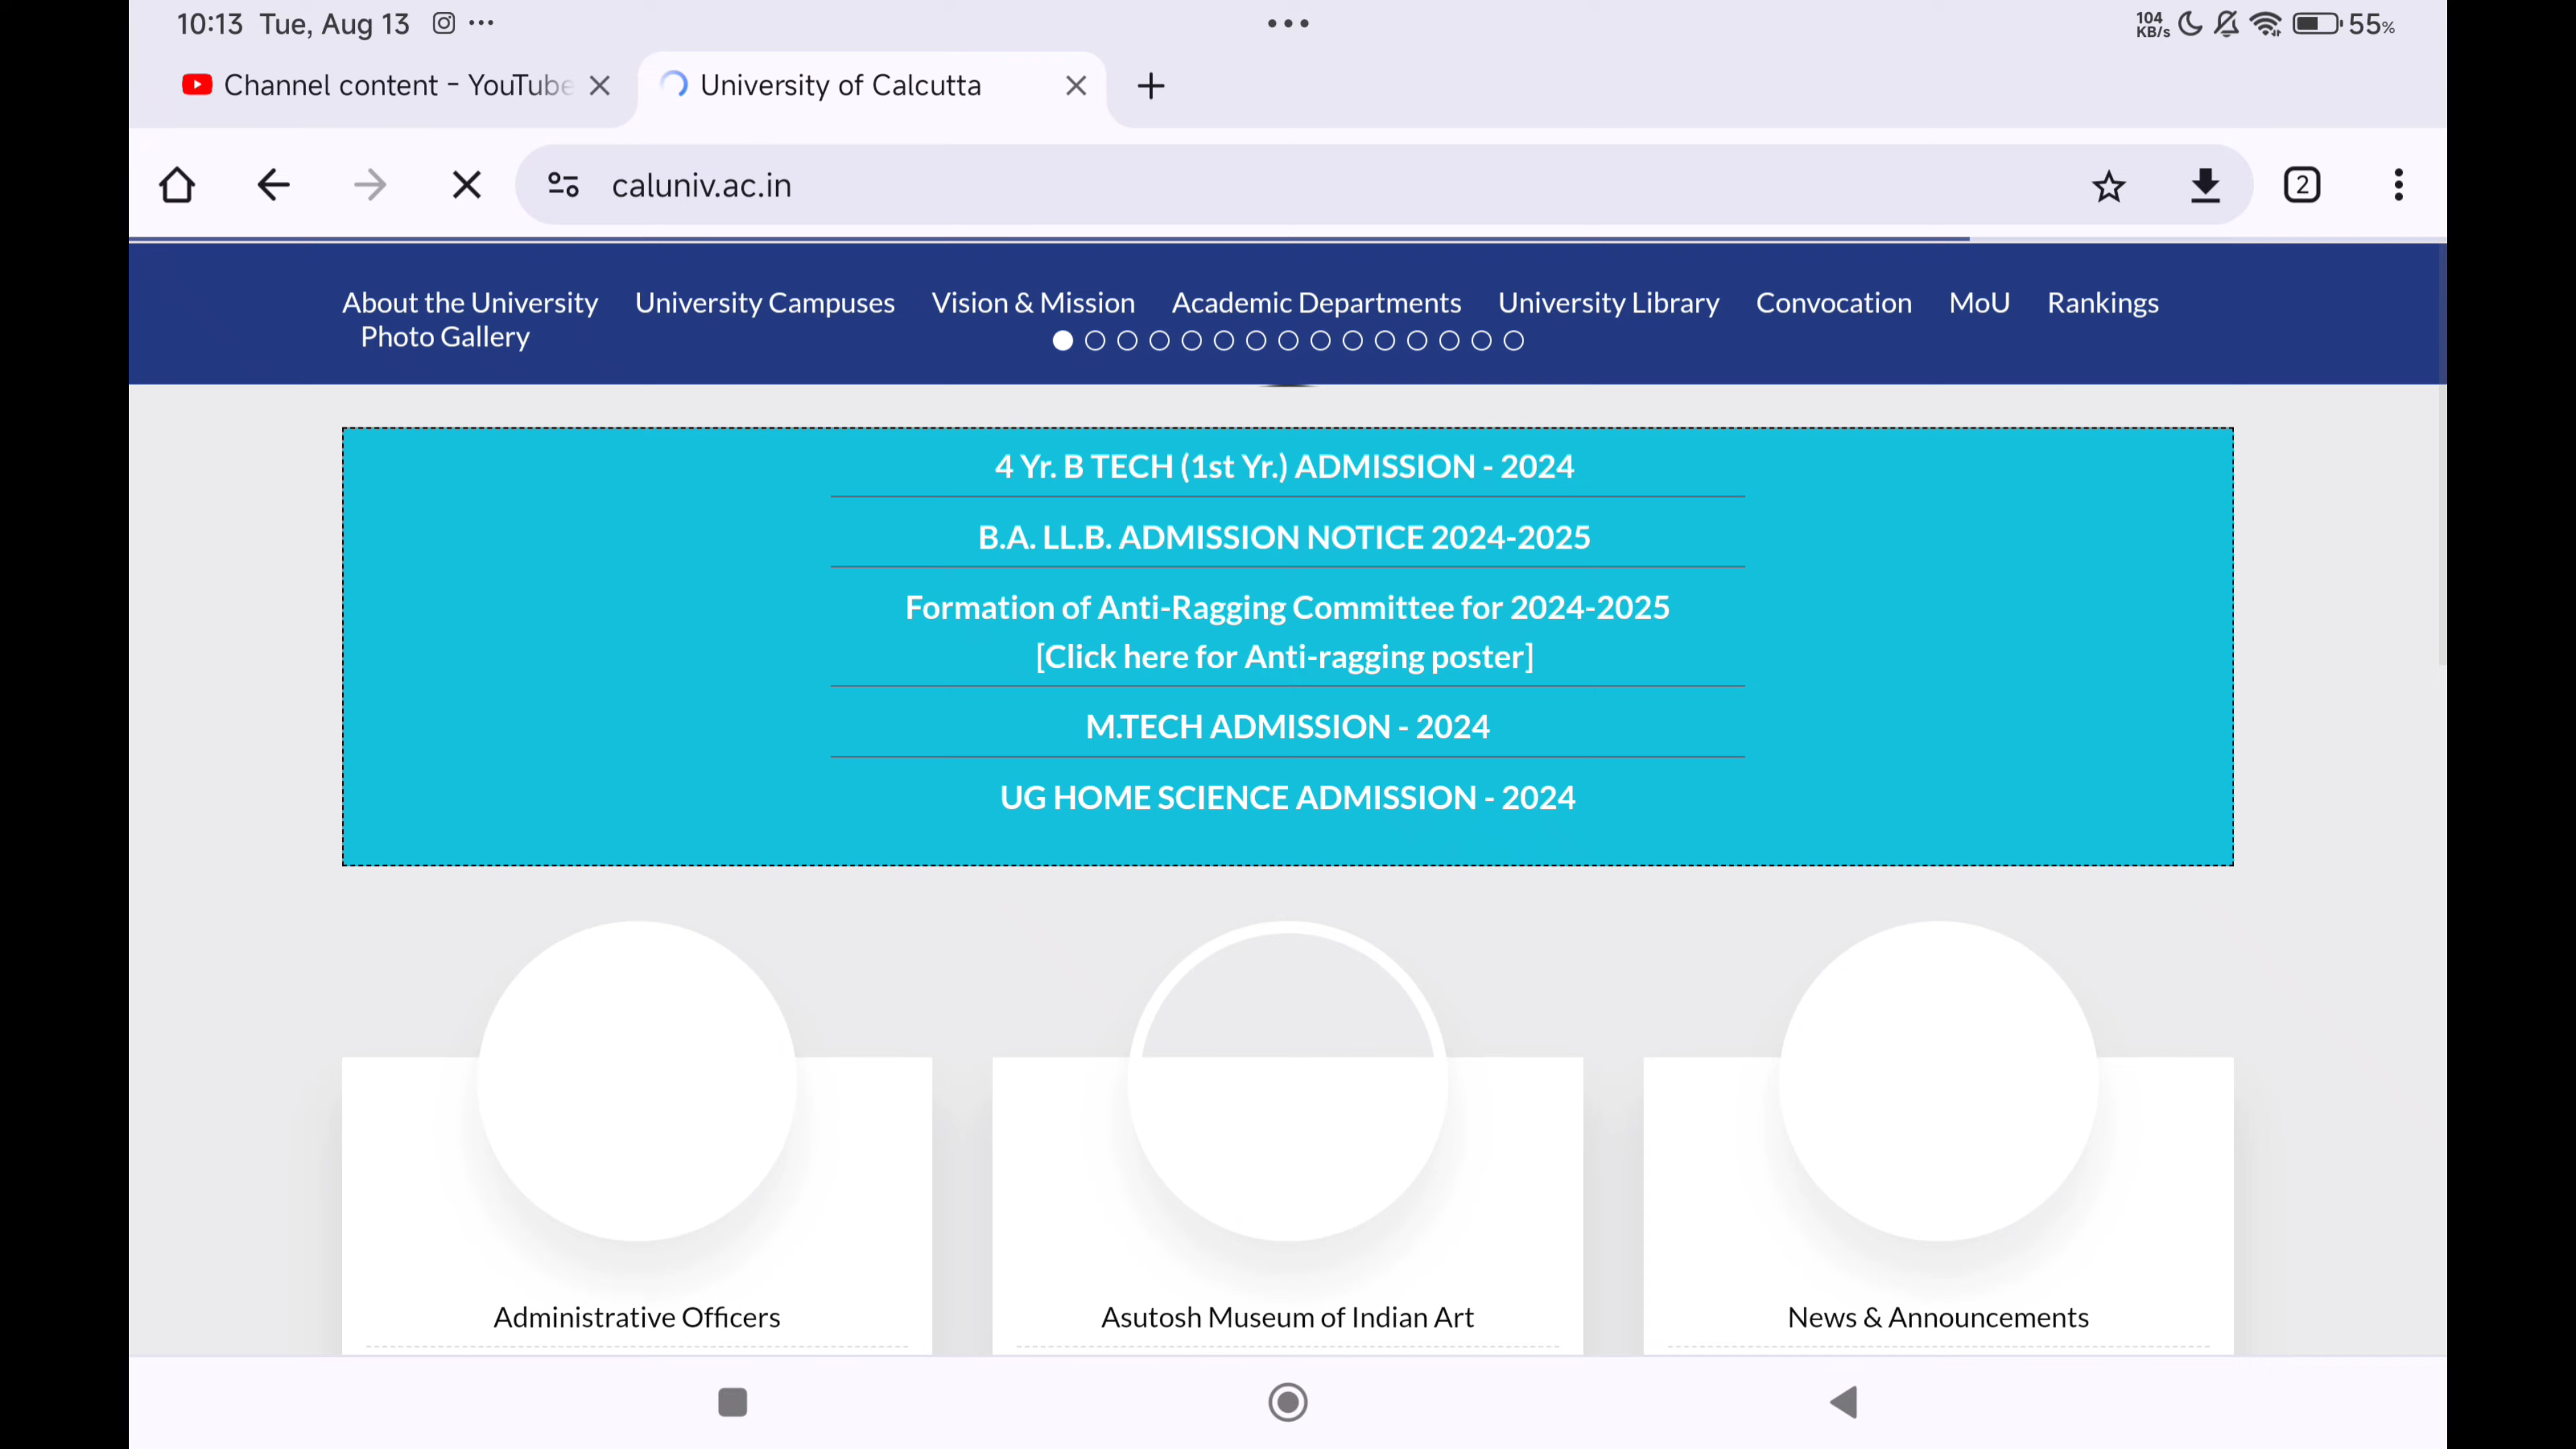 10:13 Tue, Aug 13
104 KB/s 55%
Channel content - YouTube
University of Calcutta
caluniv.ac.in
2
About the University University Campuses Vision & Mission Academic Departments University Library Convocation MoU Rankings
Photo Gallery
4 Yr. B TECH (1st Yr.) ADMISSION - 2024
B.A. LL.B. ADMISSION NOTICE 2024-2025
Formation of Anti-Ragging Committee for 2024-2025
[Click here for Anti-ragging poster]
M.TECH ADMISSION - 2024
UG HOME SCIENCE ADMISSION - 2024
Administrative Officers
Asutosh Museum of Indian Art
News & Announcements